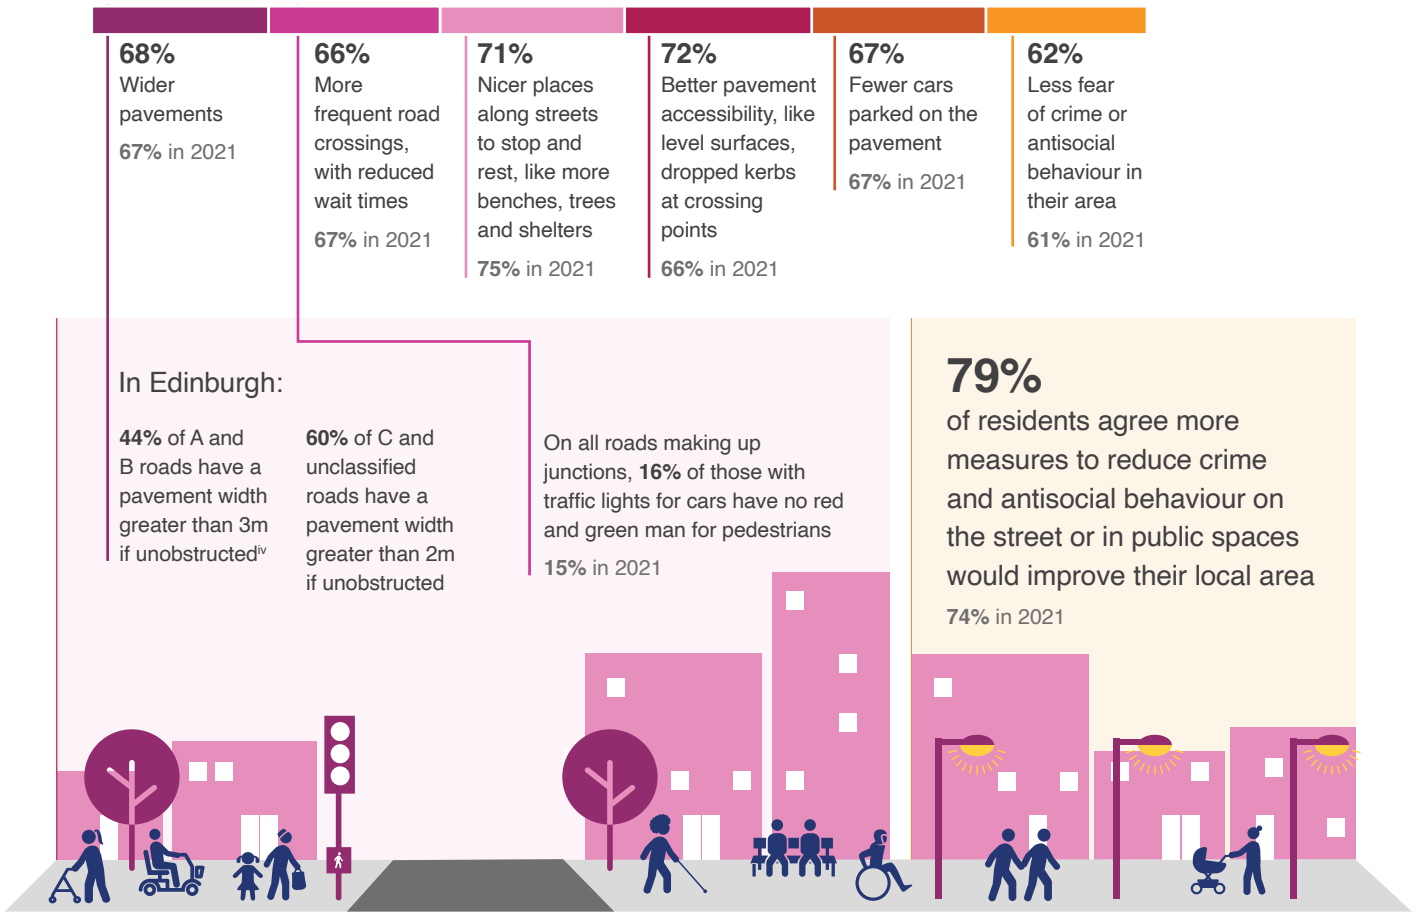 68%
Wider
pavements
67% in 2021
66%
More
frequent road
crossings,
with reduced
wait times
67% in 2021
71%
Nicer places
along streets
to stop and
rest, like more
benches, trees
and shelters
75% in 2021
72%
Better pavement
accessibility, like
level surfaces,
dropped kerbs
at crossing
points
66% in 2021
67%
Fewer cars
parked on the
pavement
67% in 2021
62%
Less fear
of crime or
antisocial
behaviour in
their area
61% in 2021
In Edinburgh:
44% of A and
B roads have a
pavement width
greater than 3m
if unobstructediv
60% of C and
unclassified
roads have a
pavement width
greater than 2m
if unobstructed
On all roads making up
junctions, 16% of those with
traffic lights for cars have no red
and green man for pedestrians
15% in 2021
79%
of residents agree more
measures to reduce crime
and antisocial behaviour on
the street or in public spaces
would improve their local area
74% in 2021